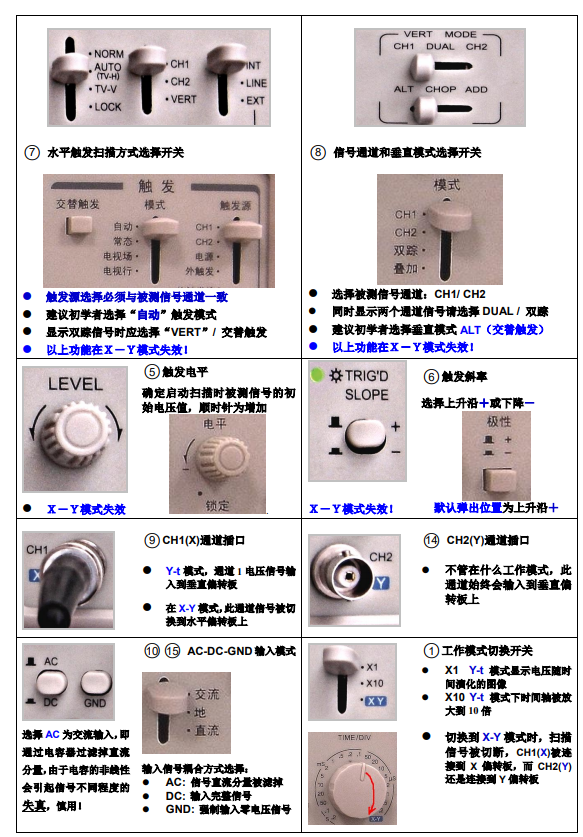 NORM
AUTO
(TV-H)
TV-V
LOCK
CH1
CH2
VERT
INT
LINE
EXT
⑦ 水平触发扫描方式选择开关
触 发
交替触发 模式 触发源
自动
常态
电视场
电视行
CH1
CH2
电源
外触发
● 触发源选择必须与被测信号通道一致
● 建议初学者选择“自动”触发模式
● 显示双踪信号时应选择“VERT”/ 交替触发
● 以上功能在X－Y模式失效!
VERT MODE
CH1 DUAL CH2
ALT CHOP ADD
⑧ 信号通道和垂直模式选择开关
模式
CH1
CH2
双踪
叠加
● 选择被测信号通道: CH1/ CH2
● 同时显示两个通道信号请选择 DUAL / 双踪
● 建议初学者选择垂直模式 ALT（交替触发）
● 以上功能在X－Y模式失效!
LEVEL
⑤ 触发电平
确定启动扫描时被测信号的初
始电压值，顺时针为增加
电平
－
锁定
● X－Y模式失效
TRIG'D
SLOPE
+
−
⑥ 触发斜率
选择上升沿＋或下降－
极性
+
−
X－Y模式失效!
默认弹出位置为上升沿＋
CH1
X
⑨ CH1(X)通道插口
● Y-t 模式，通道 1 电压信号输
入到垂直偏转板
● 在 X-Y 模式，此通道信号被切
换到水平偏转板上
CH2
Y
⑭ CH2(Y)通道插口
● 不管在什么工作模式，此
通道始终会输入到垂直偏
转板上
AC
DC
GND
⑩ ⑮ AC-DC-GND 输入模式
交流
地
直流
选择 AC 为交流输入，即
通过电容器过滤掉直流
分量，由于电容的非线性
会引起信号不同程度的
失真，慎用!
输入信号耦合方式选择:
● AC: 信号直流分量被滤掉
● DC: 输入完整信号
● GND: 强制输入零电压信号
X1
X10
X Y
① 工作模式切换开关
● X1 Y-t 模式显示电压随时
间演化的图像
● X10 Y-t 模式下时间轴被放
大到 10 倍
TIME/DIV
X-Y
● 切换到 X-Y 模式时，扫描
信号被切断，CH1(X)被连
接到 X 偏转板，而 CH2(Y)
还是连接到 Y 偏转板